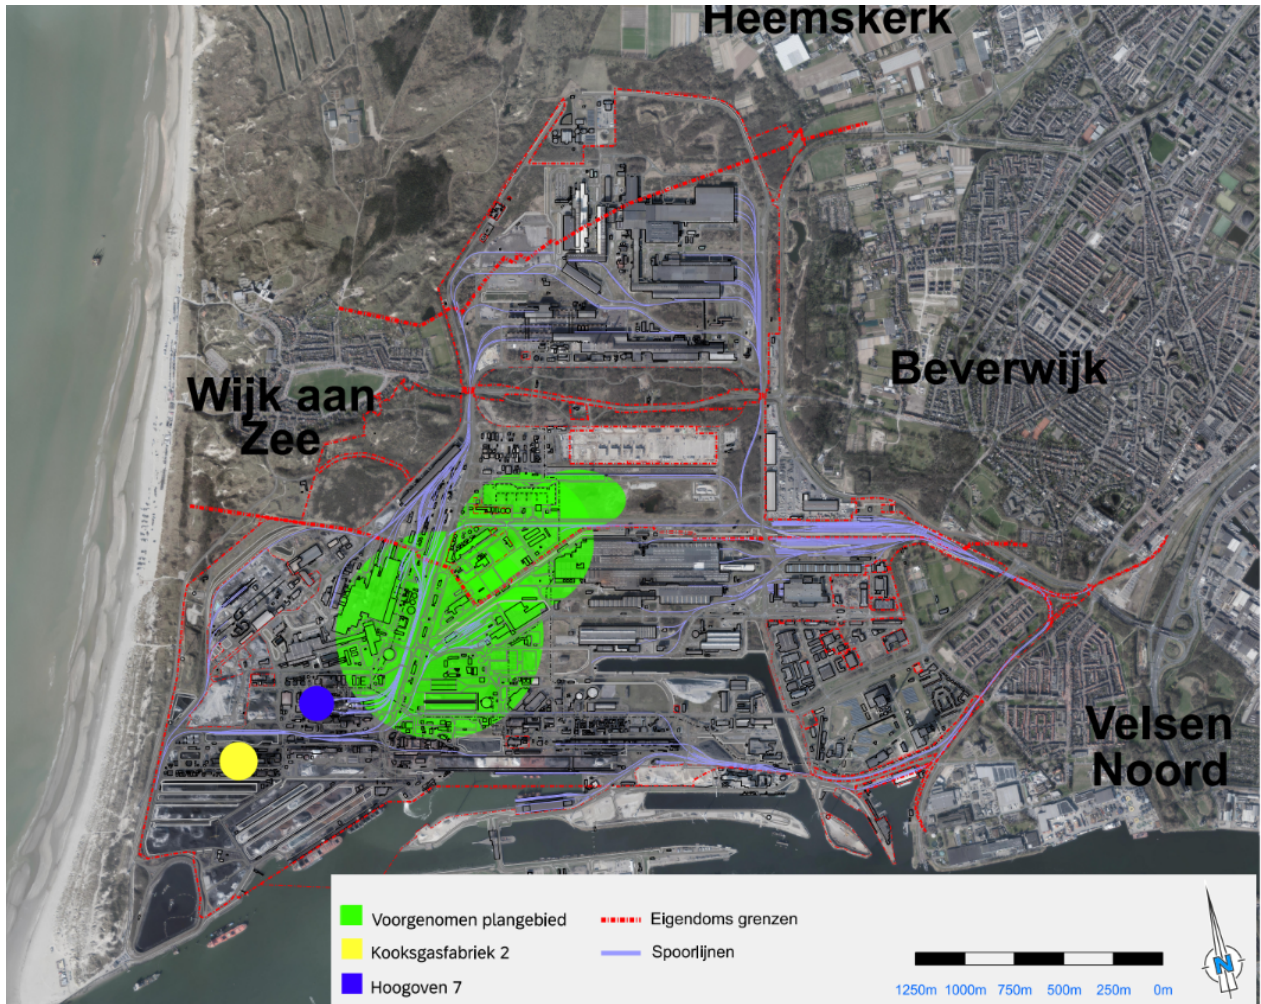 Heemskerk
Beverwijk
Wijk aan
Zee
Velsen
Noord
Voorgenomen plangebied
Eigendoms grenzen
Kooksgasfabriek 2
Spoorlijnen
Hoogoven 7
1250m 1000m 750m 500m 250m 0m
N